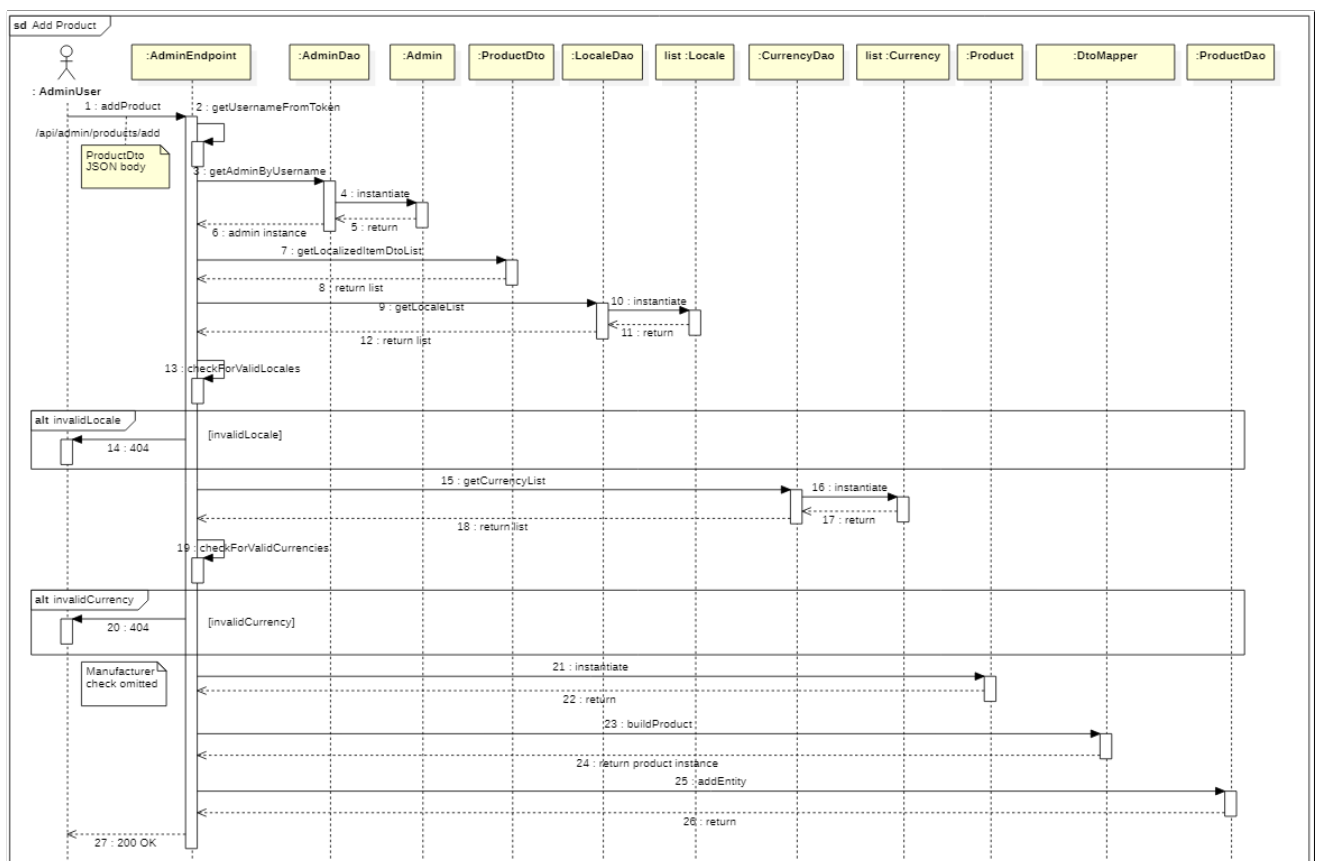 sd Add Product
:AdminEndpoint
:AdminDao
:Admin
:ProductDto
:LocaleDao
list :Locale
:CurrencyDao
list :Currency
:Product
:DtoMapper
:ProductDao
: AdminUser
1 : addProduct
2 : getUsernameFromToken
/api/admin/products/add
ProductDto
JSON body
3 : getAdminByUsername
4 : instantiate
5 : return
6 : admin instance
7 : getLocalizedItemDtoList
8 : return list
9 : getLocaleList
10 : instantiate
11 : return
12 : return list
13 : checkForValidLocales
alt invalidLocale
[invalidLocale]
14 : 404
15 : getCurrencyList
16 : instantiate
17 : return
18 : return list
19 : checkForValidCurrencies
alt invalidCurrency
[invalidCurrency]
20 : 404
Manufacturer
check omitted
21 : instantiate
22 : return
23 : buildProduct
24 : return product instance
25 : addEntity
26 : return
27 : 200 OK